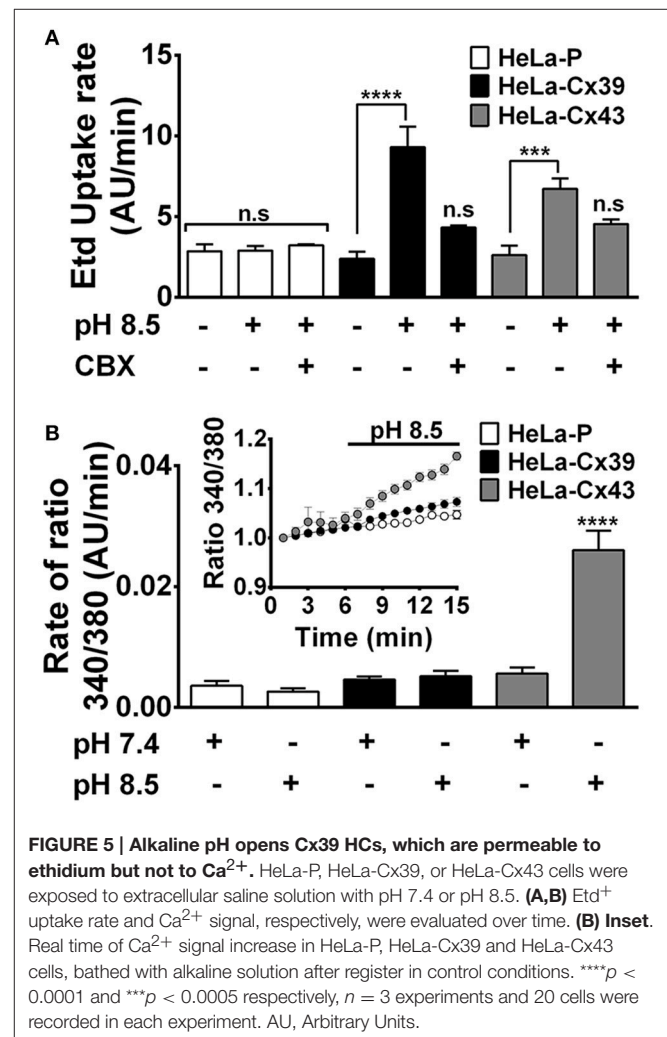 A
Etd Uptake rate
(AU/min)
15
10
5
0
HeLa-P
HeLa-Cx39
HeLa-Cx43
n.s
****
n.s
***
n.s
pH 8.5 - + + - + + - + +
CBX - - + - - + - - +
B
Rate of ratio
340/380 (AU/min)
0.04
0.02
0.00
Ratio 340/380
1.2
1.1
1.0
0.9
pH 8.5
0 3 6 9 12 15
Time (min)
HeLa-P
HeLa-Cx39
HeLa-Cx43
****
pH 7.4 + - + - + -
pH 8.5 - + - + - +
FIGURE 5 | Alkaline pH opens Cx39 HCs, which are permeable to
ethidium but not to Ca²⁺. HeLa-P, HeLa-Cx39, or HeLa-Cx43 cells were
exposed to extracellular saline solution with pH 7.4 or pH 8.5. (A,B) Etd⁺
uptake rate and Ca²⁺ signal, respectively, were evaluated over time. (B) Inset.
Real time of Ca²⁺ signal increase in HeLa-P, HeLa-Cx39 and HeLa-Cx43
cells, bathed with alkaline solution after register in control conditions. ****p <
0.0001 and ***p < 0.0005 respectively, n = 3 experiments and 20 cells were
recorded in each experiment. AU, Arbitrary Units.